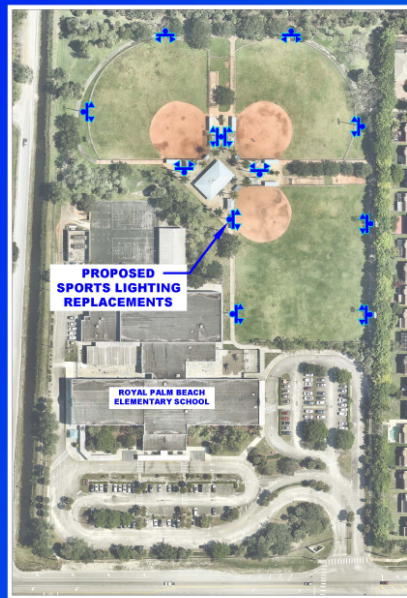 PROPOSED
SPORTS LIGHTING
REPLACEMENTS
ROYAL PALM BEACH
ELEMENTARY SCHOOL